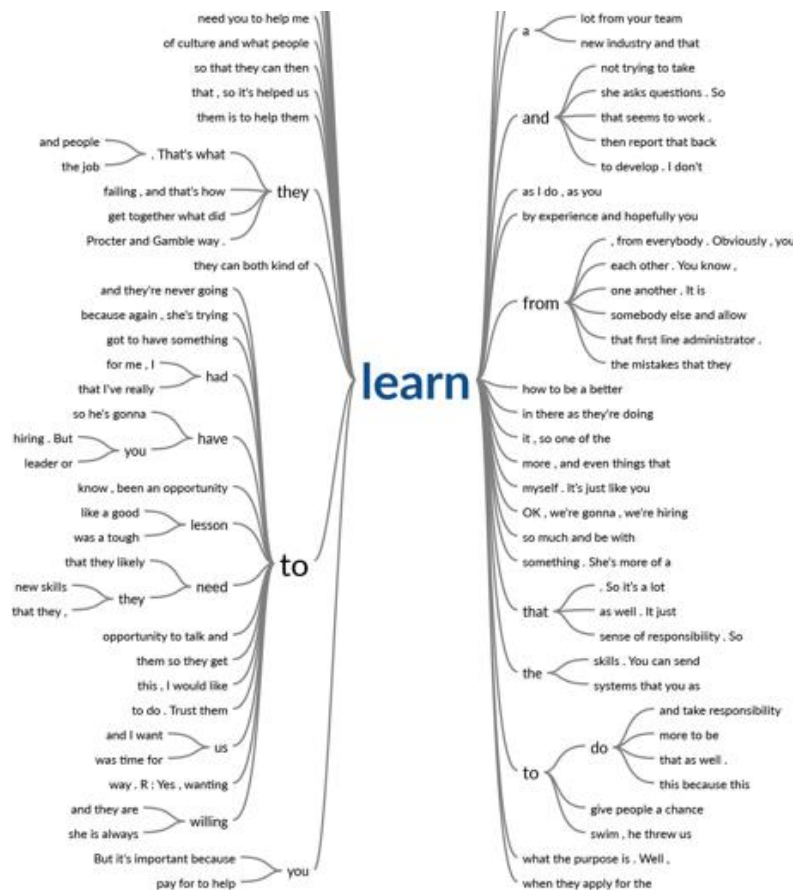 need you to help me
of culture and what people
so that they can then
that , so it's helped us
them is to help them
and people
the job
. That's what
failing , and that's how
get together what did
Procter and Gamble way .
they
they can both kind of
and they're never going
because again , she's trying
got to have something
for me , I
that I've really
had
so he's gonna
hiring . But
leader or
you
have
know , been an opportunity
like a good
was a tough
lesson
that they likely
new skills
that they ,
they
need
opportunity to talk and
them so they get
this , I would like
to do . Trust them
and I want
was time for
us
way . R : Yes , wanting
and they are
she is always
willing
to
But it's important because
pay for to help
you
learn
a
lot from your team
new industry and that
and
not trying to take
she asks questions . So
that seems to work .
then report that back
to develop . I don't
as I do , as you
by experience and hopefully you
from
, from everybody . Obviously , you
each other . You know ,
one another . It is
somebody else and allow
that first line administrator .
the mistakes that they
how to be a better
in there as they're doing
it , so one of the
more , and even things that
myself . It's just like you
OK , we're gonna , we're hiring
so much and be with
something . She's more of a
that
. So it's a lot
as well . It just
sense of responsibility . So
the
skills . You can send
systems that you as
to
do
and take responsibility
more to be
that as well .
this because this
give people a chance
swim , he threw us
what the purpose is . Well ,
when they apply for the